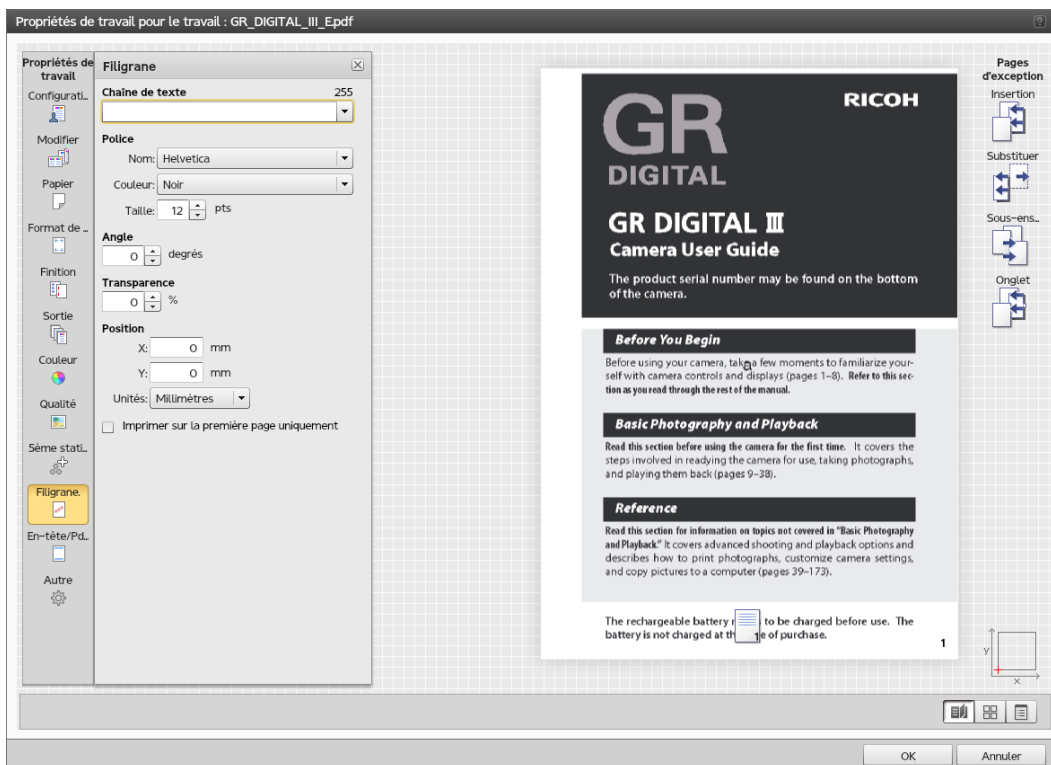 Propriétés de travail pour le travail : GR_DIGITAL_III_E.pdf
?
Propriétés de
travail
Configurati...
Modifier
Papier
Format de ...
Finition
Sortie
Couleur
Qualité
5ème stati...
Filigrane.
En-tête/Pd...
Autre
Filigrane
Chaîne de texte 255
Police
Nom: Helvetica
Couleur: Noir
Taille: 12 pts
Angle
0 degrés
Transparence
0 %
Position
X: 0 mm
Y: 0 mm
Unités: Millimètres
Imprimer sur la première page uniquement
RICOH
GR
DIGITAL
GR DIGITAL III
Camera User Guide
The product serial number may be found on the bottom
of the camera.
Before You Begin
Before using your camera, take a few moments to familiarize your-
self with camera controls and displays (pages 1–8). Refer to this sec-
tion as you read through the rest of the manual.
Basic Photography and Playback
Read this section before using the camera for the first time. It covers the
steps involved in readying the camera for use, taking photographs,
and playing them back (pages 9–38).
Reference
Read this section for information on topics not covered in "Basic Photography
and Playback." It covers advanced shooting and playback options and
describes how to print photographs, customize camera settings,
and copy pictures to a computer (pages 39–173).
The rechargeable battery to be charged before use. The
battery is not charged at of purchase.
1
1
Pages
d'exception
Insertion
Substituer
Sous-ens...
Onglet
Y
X
OK
Annuler